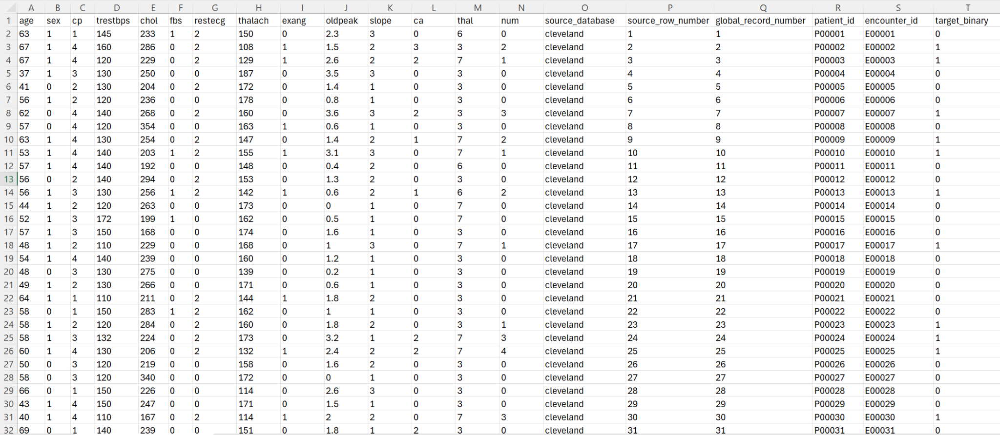 A B C D E F G H I J K L M N O P Q R S T
1 age sex cp trestbps chol fbs restecg thalach exang oldpeak slope ca thal num source_database source_row_number global_record_number patient_id encounter_id target_binary
2 63 1 1 145 233 1 2 150 0 2.3 3 0 6 0 cleveland 1 1 P00001 E00001 0
3 67 1 4 160 286 0 2 108 1 1.5 2 3 3 2 cleveland 2 2 P00002 E00002 1
4 67 1 4 120 229 0 2 129 1 2.6 2 2 7 1 cleveland 3 3 P00003 E00003 1
5 37 1 3 130 250 0 0 187 0 3.5 3 0 3 0 cleveland 4 4 P00004 E00004 0
6 41 0 2 130 204 0 2 172 0 1.4 1 0 3 0 cleveland 5 5 P00005 E00005 0
7 56 1 2 120 236 0 0 178 0 0.8 1 0 3 0 cleveland 6 6 P00006 E00006 0
8 62 0 4 140 268 0 2 160 0 3.6 3 2 3 3 cleveland 7 7 P00007 E00007 1
9 57 0 4 120 354 0 0 163 1 0.6 1 0 3 0 cleveland 8 8 P00008 E00008 0
10 63 1 4 130 254 0 2 147 0 1.4 2 1 7 2 cleveland 9 9 P00009 E00009 1
11 53 1 4 140 203 1 2 155 1 3.1 3 0 7 1 cleveland 10 10 P00010 E00010 1
12 57 1 4 140 192 0 0 148 0 0.4 2 0 6 0 cleveland 11 11 P00011 E00011 0
13 56 0 2 140 294 0 2 153 0 1.3 2 0 3 0 cleveland 12 12 P00012 E00012 0
14 56 1 3 130 256 1 2 142 1 0.6 2 1 6 2 cleveland 13 13 P00013 E00013 1
15 44 1 2 120 263 0 0 173 0 0 1 0 7 0 cleveland 14 14 P00014 E00014 0
16 52 1 3 172 199 1 0 162 0 0.5 1 0 7 0 cleveland 15 15 P00015 E00015 0
17 57 1 3 150 168 0 0 174 0 1.6 1 0 3 0 cleveland 16 16 P00016 E00016 0
18 48 1 2 110 229 0 0 168 0 1 3 0 7 1 cleveland 17 17 P00017 E00017 1
19 54 1 4 140 239 0 0 160 0 1.2 1 0 3 0 cleveland 18 18 P00018 E00018 0
20 48 0 3 130 275 0 0 139 0 0.2 1 0 3 0 cleveland 19 19 P00019 E00019 0
21 49 1 2 130 266 0 0 171 0 0.6 1 0 3 0 cleveland 20 20 P00020 E00020 0
22 64 1 1 110 211 0 2 144 1 1.8 2 0 3 0 cleveland 21 21 P00021 E00021 0
23 58 0 1 150 283 1 2 162 0 1 1 0 3 0 cleveland 22 22 P00022 E00022 0
24 58 1 2 120 284 0 2 160 0 1.8 2 0 3 1 cleveland 23 23 P00023 E00023 1
25 58 1 3 132 224 0 2 173 0 3.2 1 2 7 3 cleveland 24 24 P00024 E00024 1
26 60 1 4 130 206 0 2 132 1 2.4 2 2 7 4 cleveland 25 25 P00025 E00025 1
27 50 0 3 120 219 0 0 158 0 1.6 2 0 3 0 cleveland 26 26 P00026 E00026 0
28 58 0 3 120 340 0 0 172 0 0 1 0 3 0 cleveland 27 27 P00027 E00027 0
29 66 0 1 150 226 0 0 114 0 2.6 3 0 3 0 cleveland 28 28 P00028 E00028 0
30 43 1 4 150 247 0 0 171 0 1.5 1 0 3 0 cleveland 29 29 P00029 E00029 0
31 40 1 4 110 167 0 2 114 1 2 2 0 7 3 cleveland 30 30 P00030 E00030 1
32 69 0 1 140 239 0 0 151 0 1.8 1 2 3 0 cleveland 31 31 P00031 E00031 0